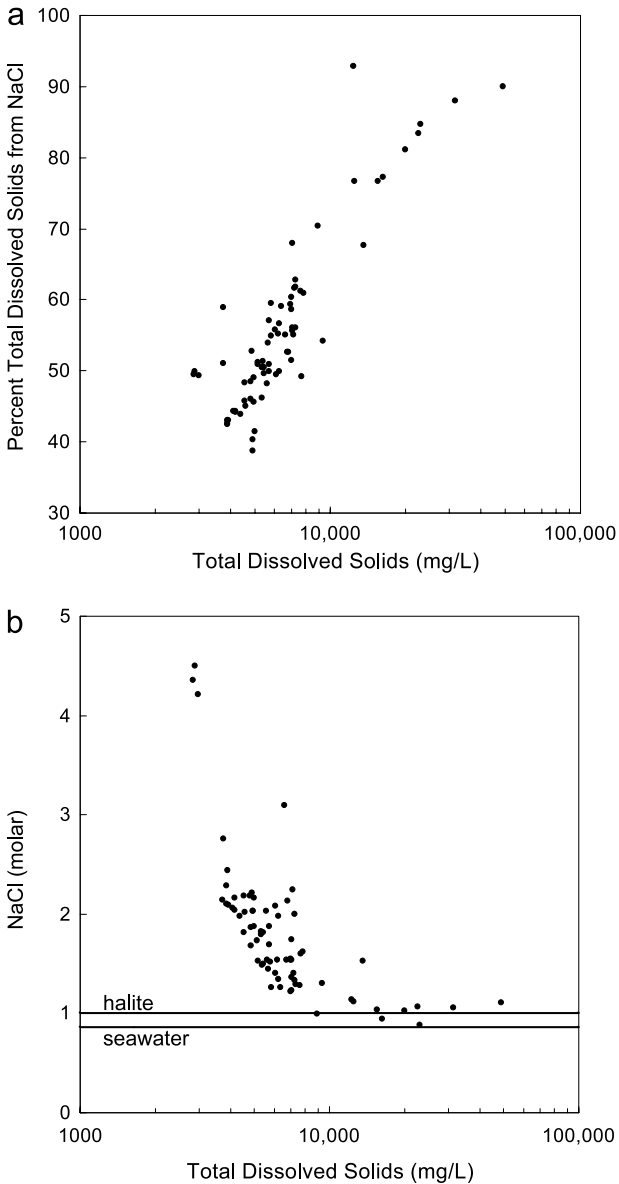 a
100
90
80
70
60
50
40
30
Percent Total Dissolved Solids from NaCl
1000
10,000
100,000
Total Dissolved Solids (mg/L)
b
5
4
3
2
1
0
NaCl (molar)
halite
seawater
1000
10,000
100,000
Total Dissolved Solids (mg/L)